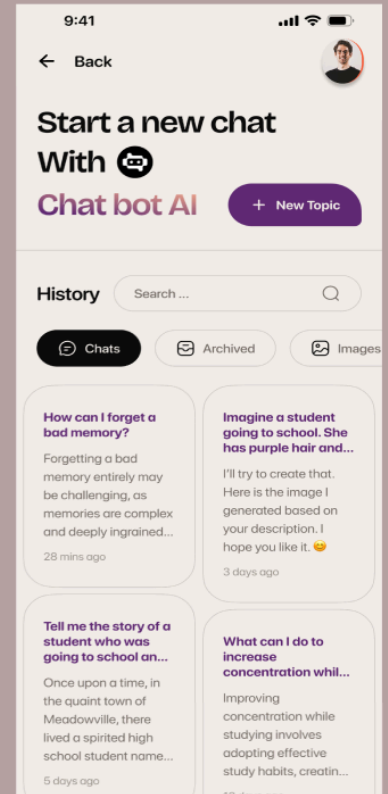 9:41
Back
Start a new chat
With
Chat bot AI
+ New Topic
History
Search ...
Chats
Archived
Images
How can I forget a
bad memory?
Forgetting a bad
memory entirely may
be challenging, as
memories are complex
and deeply ingrained...
28 mins ago
Imagine a student
going to school. She
has purple hair and...
I'll try to create that.
Here is the image I
generated based on
your description. I
hope you like it. 😊
3 days ago
Tell me the story of a
student who was
going to school an...
Once upon a time, in
the quaint town of
Meadowville, there
lived a spirited high
school student name...
5 days ago
What can I do to
increase
concentration whil...
Improving
concentration while
studying involves
adopting effective
study habits, creatin...